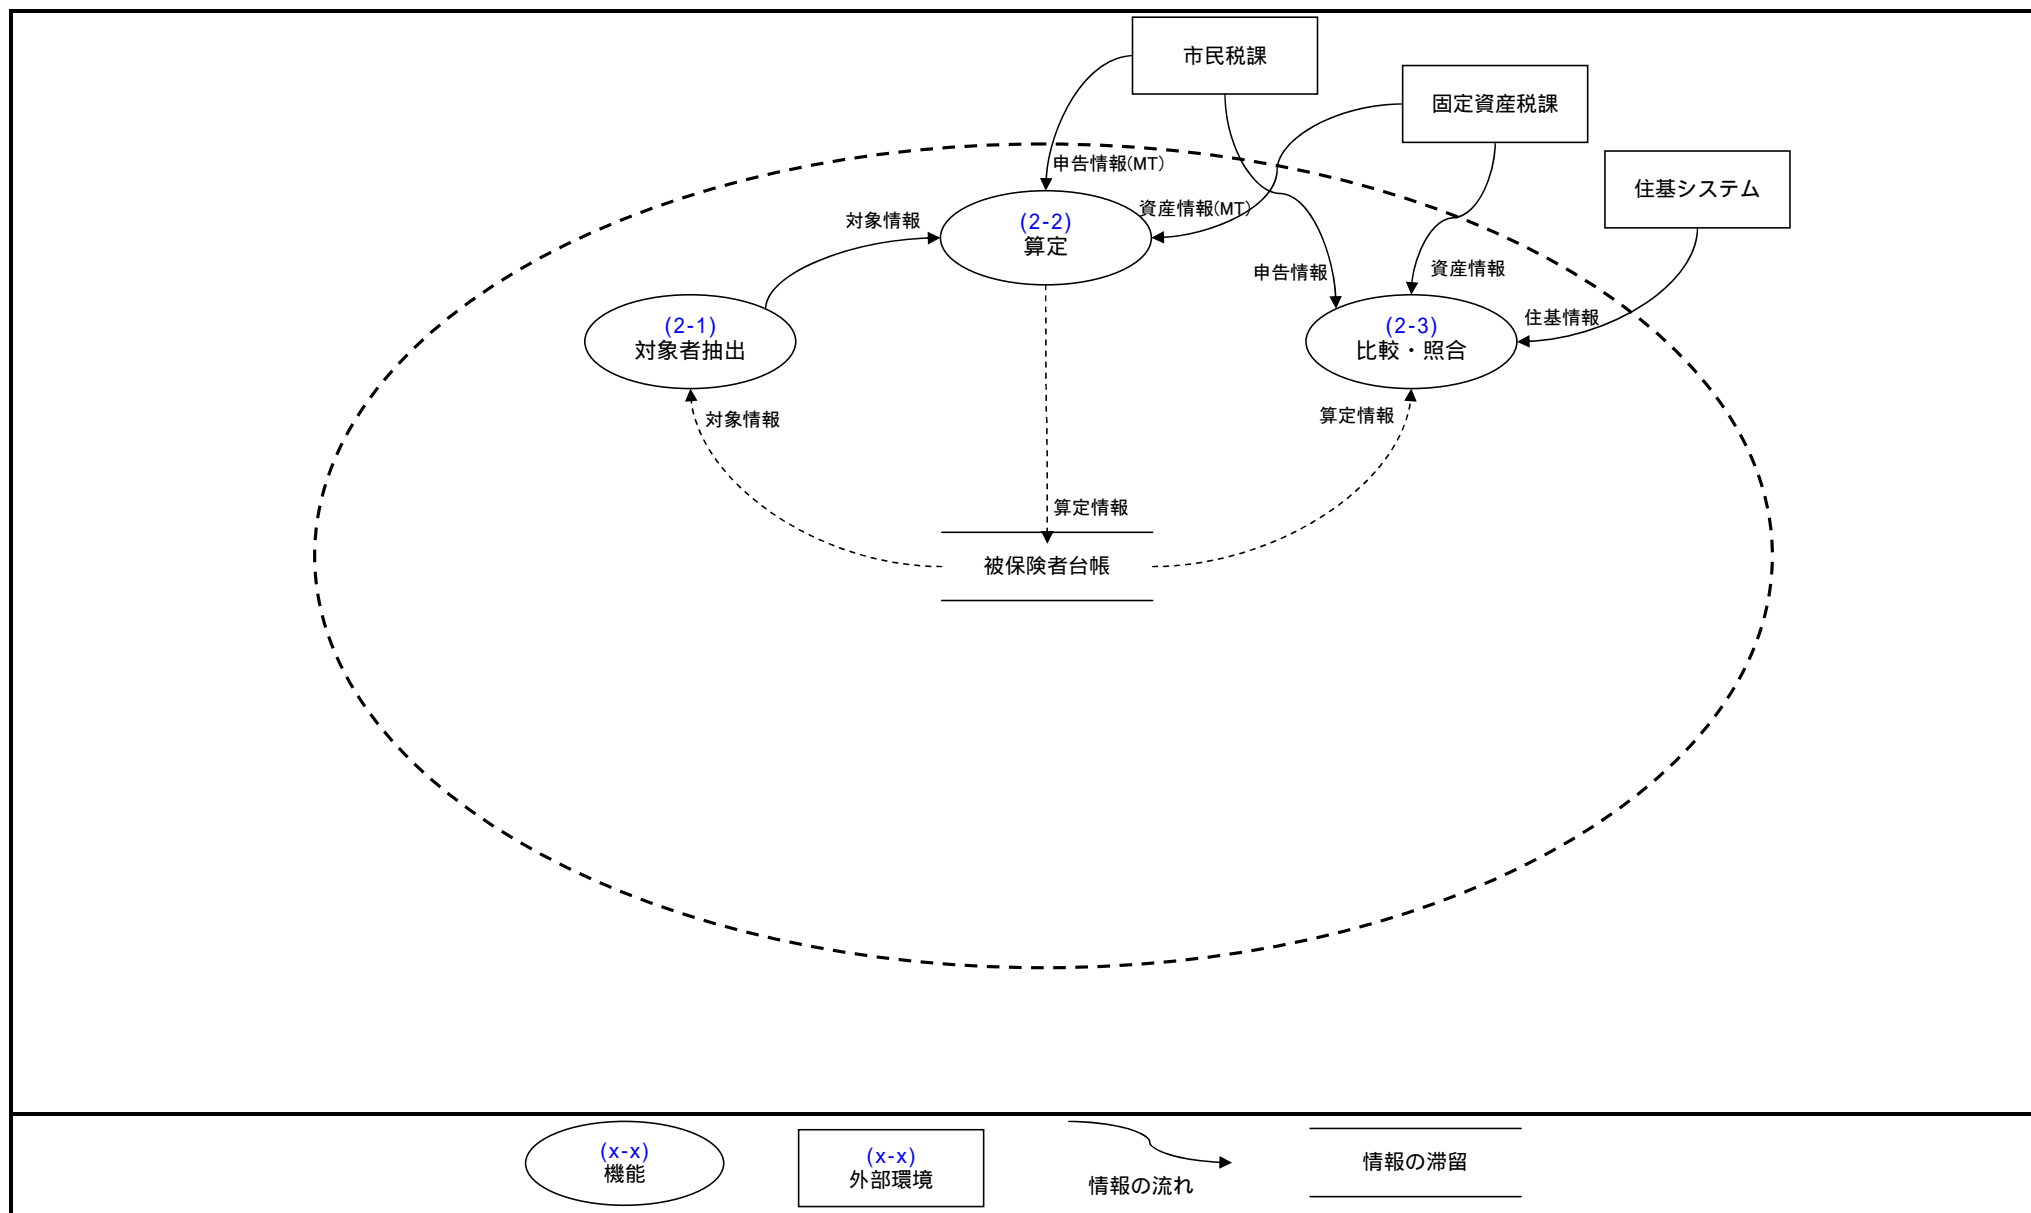 市民税課
固定資産税課
住基システム
申告情報(MT)
資産情報(MT)
対象情報
(2-2)
算定
申告情報
資産情報
住基情報
(2-1)
対象者抽出
(2-3)
比較・照合
対象情報
算定情報
算定情報
被保険者台帳
(x-x)
機能
(x-x)
外部環境
情報の流れ
情報の滞留